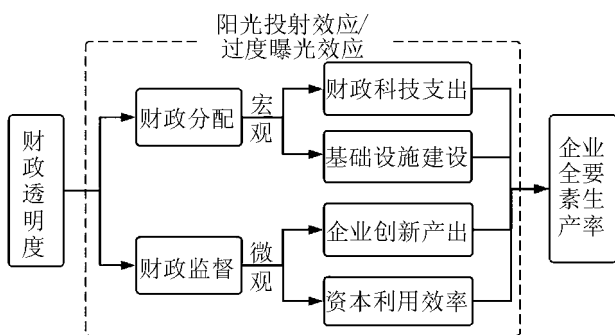 阳光投射效应/
过度曝光效应
财政透明度
财政分配
宏观
财政科技支出
基础设施建设
财政监督
微观
企业创新产出
资本利用效率
企业全要素生产率